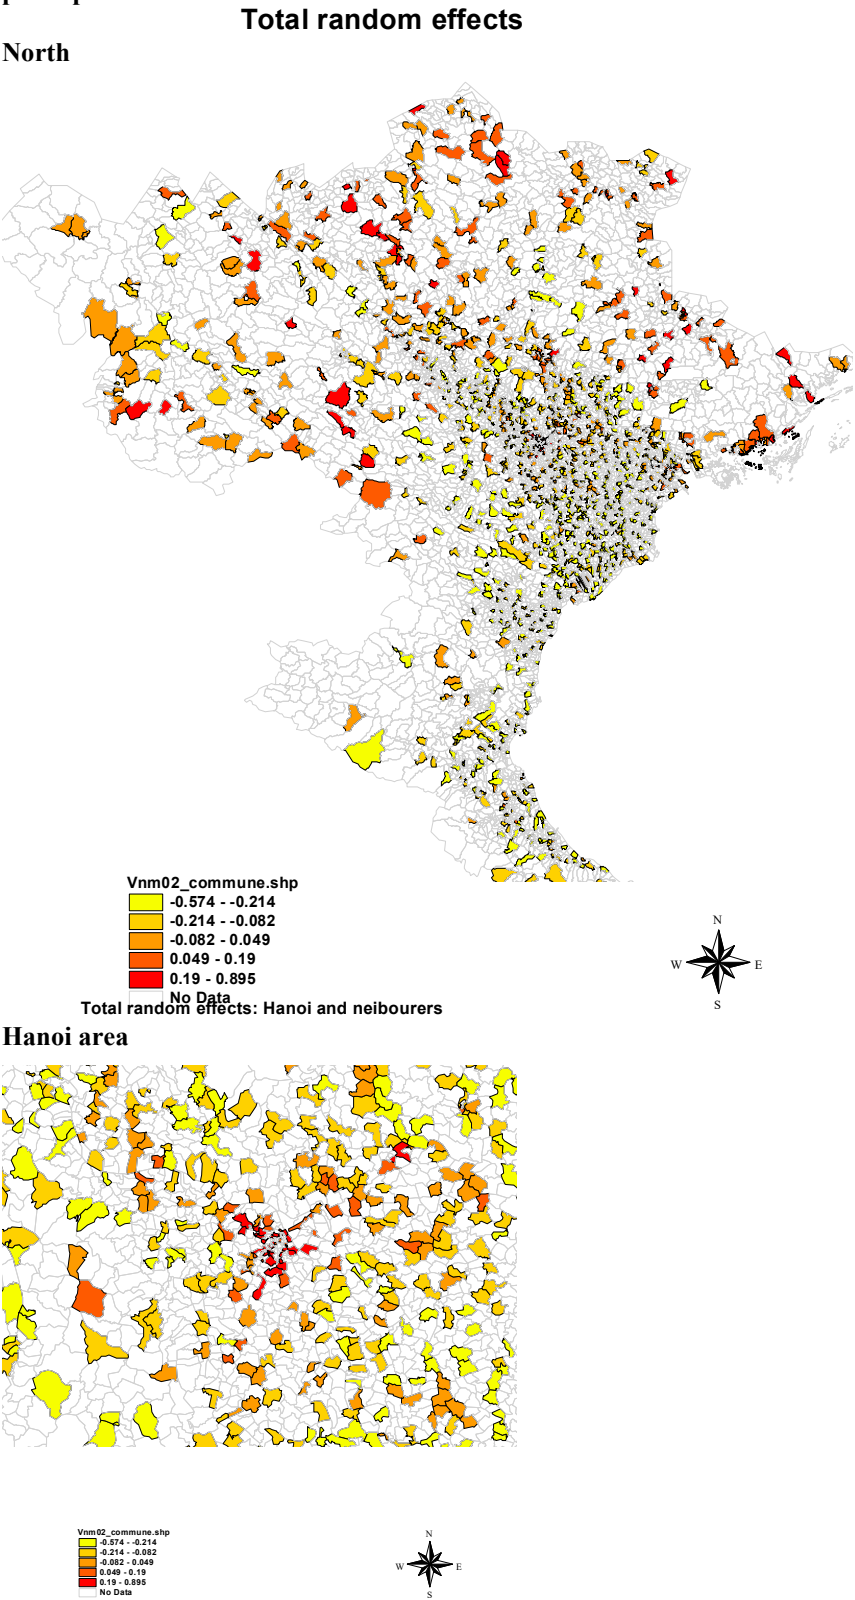 Total random effects
North
Vnm02_commune.shp
-0.574 - -0.214
-0.214 - -0.082
-0.082 - 0.049
0.049 - 0.19
0.19 - 0.895
No Data
N
W E
S
Total random effects: Hanoi and neibourers
Hanoi area
Vnm02_commune.shp
-0.574 - -0.214
-0.214 - -0.082
-0.082 - 0.049
0.049 - 0.19
0.19 - 0.895
No Data
N
W E
S